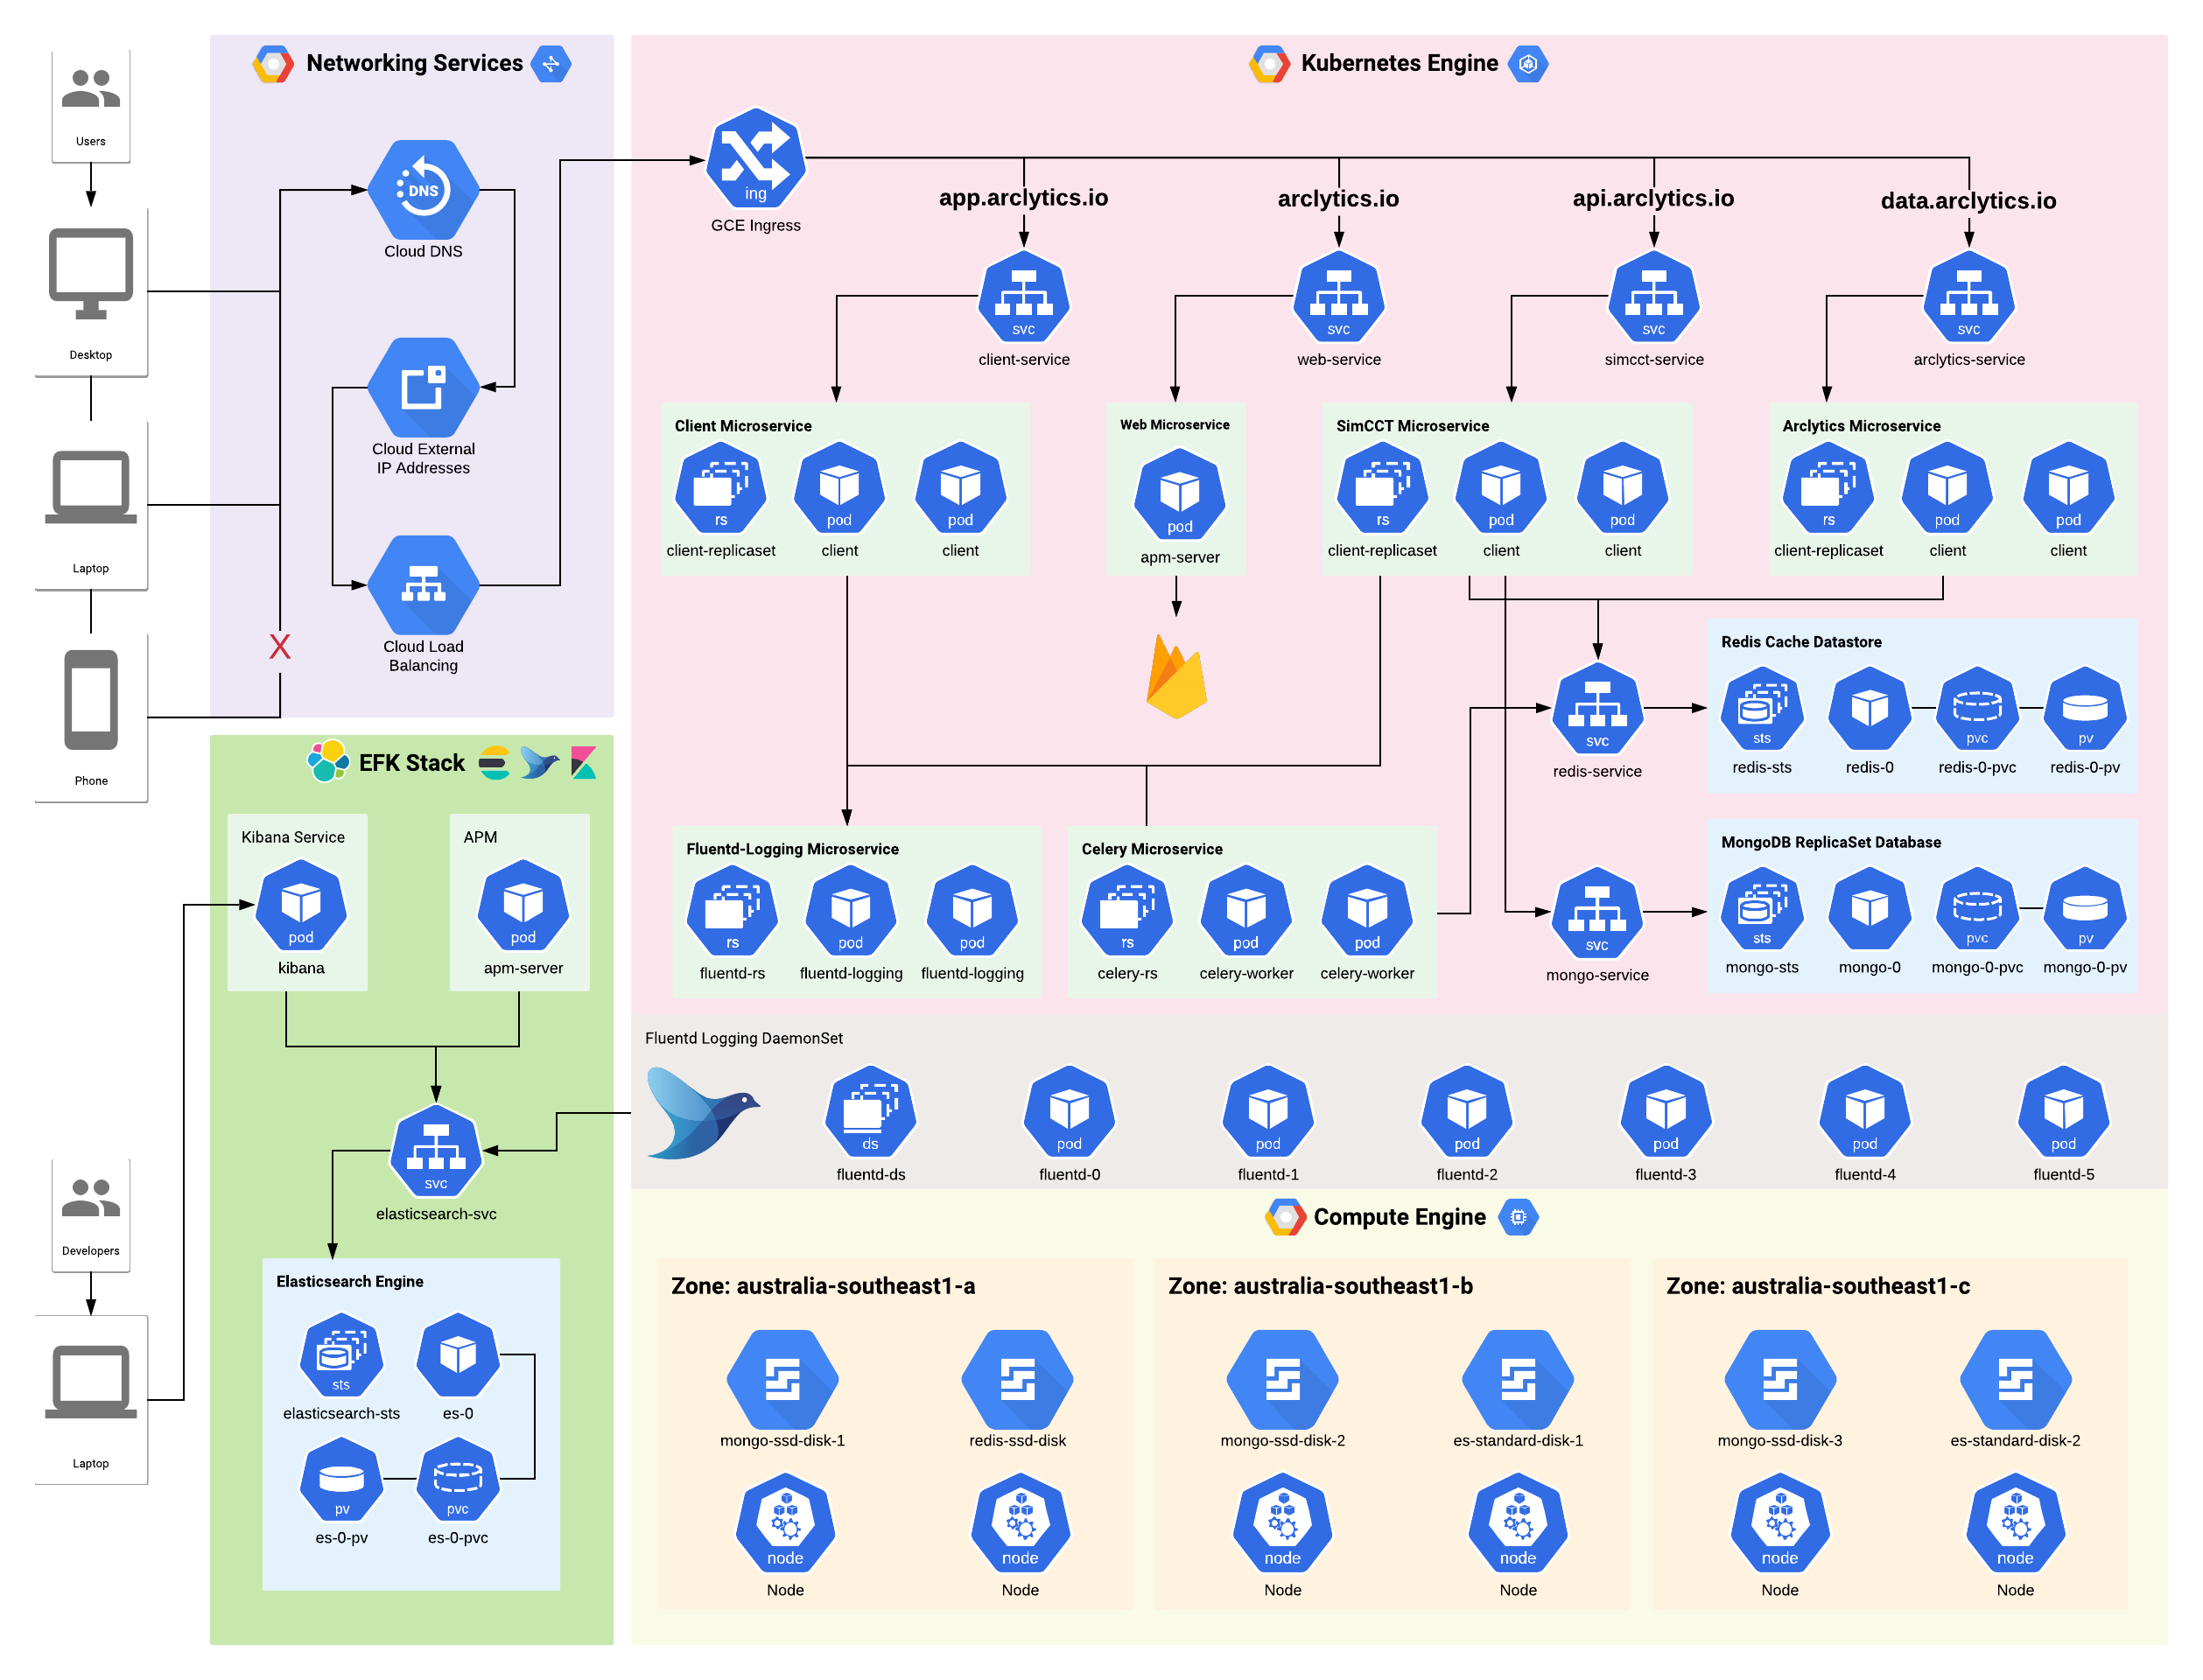 Users
Desktop
Laptop
Phone
X
Networking Services
DNS
Cloud DNS
Cloud External
IP Addresses
Cloud Load
Balancing
Kubernetes Engine
ing
GCE Ingress
app.arclytics.io
arclytics.io
api.arclytics.io
data.arclytics.io
svc
client-service
svc
web-service
svc
simcct-service
svc
arclytics-service
Client Microservice
rs
client-replicaset
pod
client
pod
client
Web Microservice
pod
apm-server
SimCCT Microservice
rs
client-replicaset
pod
client
pod
client
Arclytics Microservice
rs
client-replicaset
pod
client
pod
client
svc
redis-service
Redis Cache Datastore
sts
redis-sts
redis-0
pvc
redis-0-pvc
pv
redis-0-pv
Fluentd-Logging Microservice
rs
fluentd-rs
pod
fluentd-logging
pod
fluentd-logging
Celery Microservice
rs
celery-rs
pod
celery-worker
pod
celery-worker
svc
mongo-service
MongoDB ReplicaSet Database
sts
mongo-sts
mongo-0
pvc
mongo-0-pvc
pv
mongo-0-pv
Fluentd Logging DaemonSet
ds
fluentd-ds
pod
fluentd-0
pod
fluentd-1
pod
fluentd-2
pod
fluentd-3
pod
fluentd-4
pod
fluentd-5
EFK Stack
Kibana Service
pod
kibana
APM
pod
apm-server
svc
elasticsearch-svc
Elasticsearch Engine
sts
elasticsearch-sts
es-0
pv
es-0-pv
pvc
es-0-pvc
Developers
Laptop
Compute Engine
Zone: australia-southeast1-a
mongo-ssd-disk-1
redis-ssd-disk
node
Node
node
Node
Zone: australia-southeast1-b
mongo-ssd-disk-2
es-standard-disk-1
node
Node
node
Node
Zone: australia-southeast1-c
mongo-ssd-disk-3
es-standard-disk-2
node
Node
node
Node